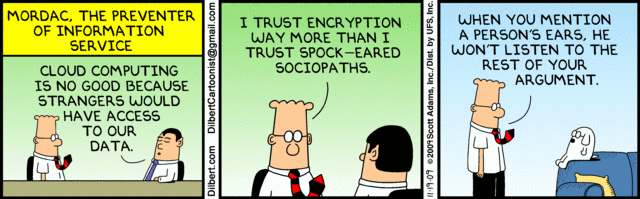 MORDAC, THE PREVENTER
OF INFORMATION
SERVICE
CLOUD COMPUTING
IS NO GOOD BECAUSE
STRANGERS WOULD
HAVE ACCESS
TO OUR
DATA.
Dilbert.com DilbertCartoonist@gmail.com
I TRUST ENCRYPTION
WAY MORE THAN I
TRUST SPOCK-EARED
SOCIOPATHS.
11-19-09 ©2009 Scott Adams, Inc./Dist. by UFS, Inc.
WHEN YOU MENTION
A PERSON'S EARS, HE
WON'T LISTEN TO THE
REST OF YOUR
ARGUMENT.